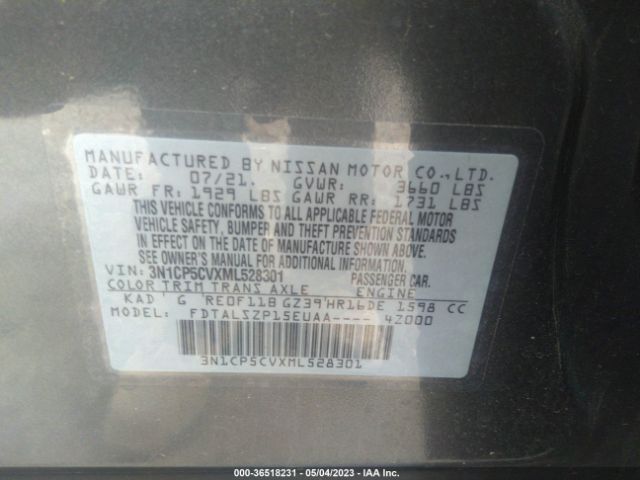 MANUFACTURED BY NISSAN MOTOR CO.,LTD.
DATE: 07/21. GVWR: 3660 LBS
GAWR FR: 1929 LBS GAWR RR: 1731 LBS
THIS VEHICLE CONFORMS TO ALL APPLICABLE FEDERAL MOTOR
VEHICLE SAFETY, BUMPER AND THEFT PREVENTION STANDARDS
IN EFFECT ON THE DATE OF MANUFACTURE SHOWN ABOVE.
SEE OWNER'S MANUAL FOR ADDITIONAL INFORMATION.
VIN: 3N1CP5CVXML528301 PASSENGER CAR.
COLOR TRIM TRANS AXLE ENGINE
KAD G RE0F11B GZ39 HR16DE 1598 CC
MODEL: FDTALSZP15EUAA---- 42000
3N1CP5CVXML528301
000-36518231 - 05/04/2023 - IAA Inc.